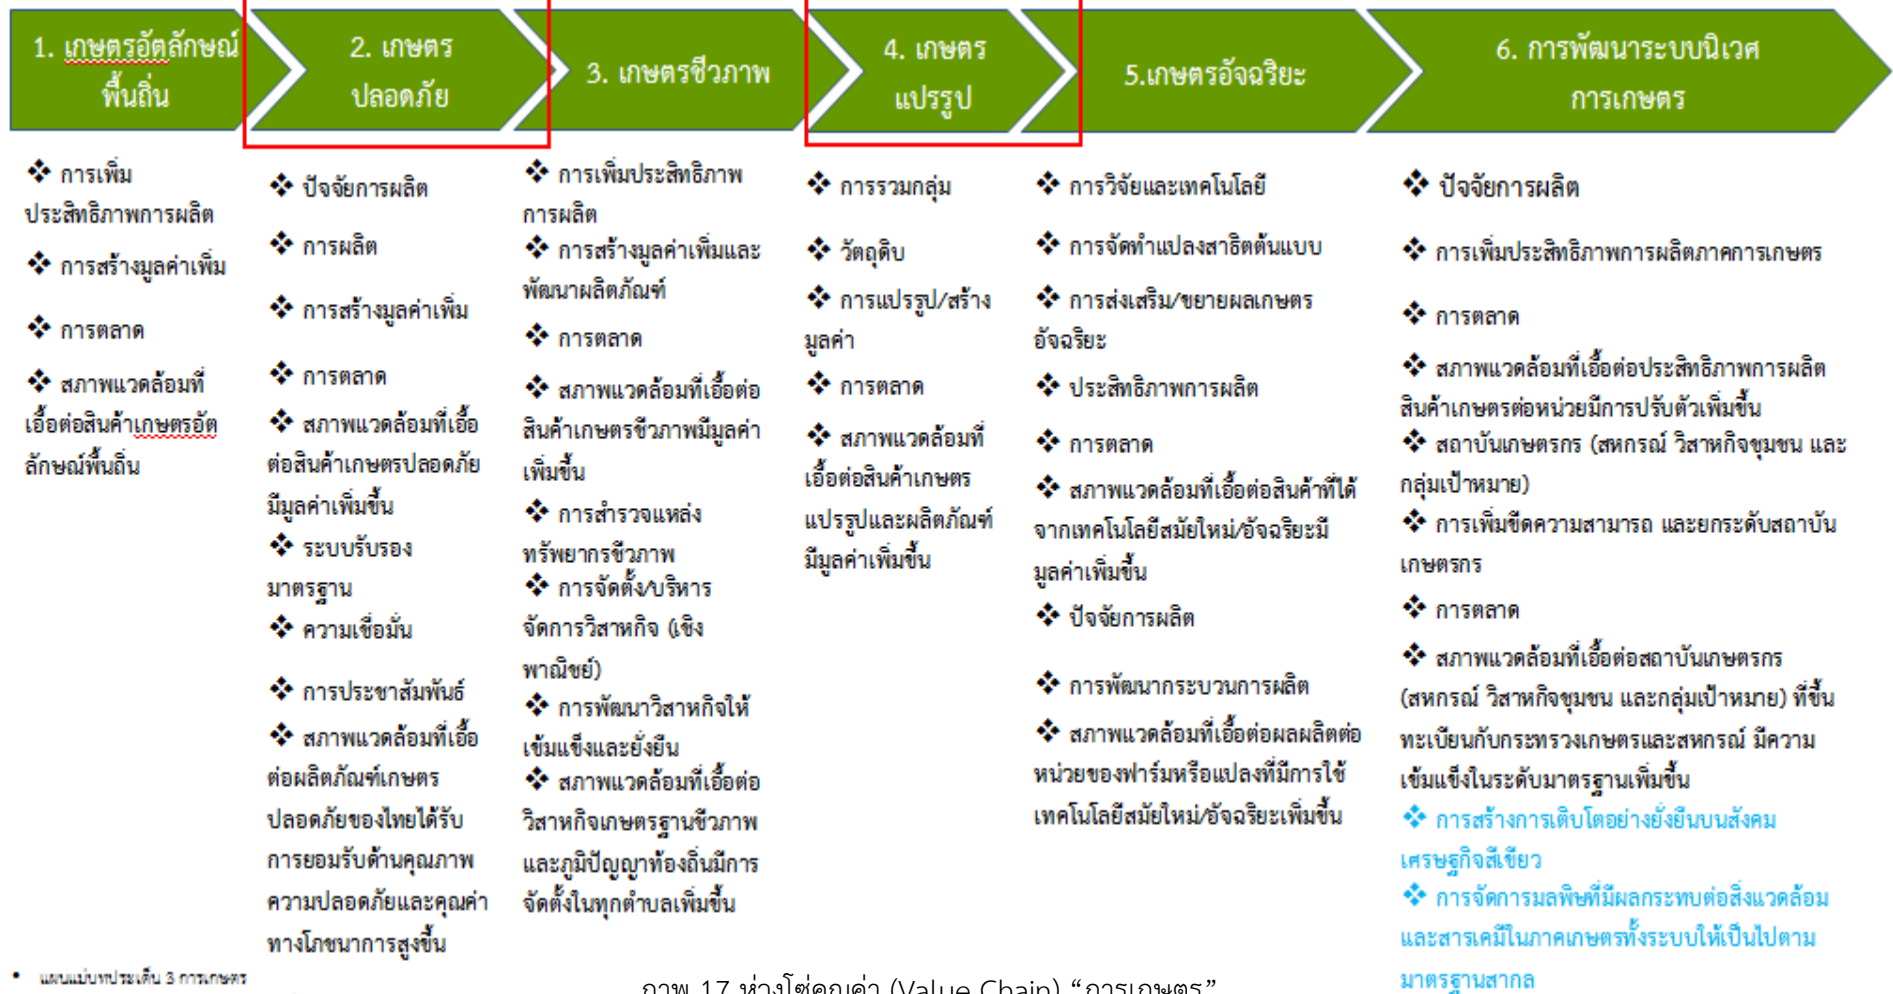 1. เกษตรอัตลักษณ์
พื้นถิ่น
2. เกษตร
ปลอดภัย
3. เกษตรชีวภาพ
4. เกษตร
แปรรูป
5.เกษตรอัจฉริยะ
6. การพัฒนาระบบนิเวศ
การเกษตร
❖ การเพิ่ม
ประสิทธิภาพการผลิต
❖ การสร้างมูลค่าเพิ่ม
❖ การตลาด
❖ สภาพแวดล้อมที่
เอื้อต่อสินค้าเกษตรอัต
ลักษณ์พื้นถิ่น
❖ ปัจจัยการผลิต
❖ การผลิต
❖ การสร้างมูลค่าเพิ่ม
❖ การตลาด
❖ สภาพแวดล้อมที่เอื้อ
ต่อสินค้าเกษตรปลอดภัย
มีมูลค่าเพิ่มขึ้น
❖ ระบบรับรอง
มาตรฐาน
❖ ความเชื่อมั่น
❖ การประชาสัมพันธ์
❖ สภาพแวดล้อมที่เอื้อ
ต่อผลิตภัณฑ์เกษตร
ปลอดภัยของไทยได้รับ
การยอมรับด้านคุณภาพ
ความปลอดภัยและคุณค่า
ทางโภชนาการสูงขึ้น
❖ การเพิ่มประสิทธิภาพ
การผลิต
❖ การสร้างมูลค่าเพิ่มและ
พัฒนาผลิตภัณฑ์
❖ การตลาด
❖ สภาพแวดล้อมที่เอื้อต่อ
สินค้าเกษตรชีวภาพมีมูลค่า
เพิ่มขึ้น
❖ การสำรวจแหล่ง
ทรัพยากรชีวภาพ
❖ การจัดตั้ง/บริหาร
จัดการวิสาหกิจ (เชิง
พาณิชย์)
❖ การพัฒนาวิสาหกิจให้
เข้มแข็งและยั่งยืน
❖ สภาพแวดล้อมที่เอื้อต่อ
วิสาหกิจเกษตรฐานชีวภาพ
และภูมิปัญญาท้องถิ่นมีการ
จัดตั้งในทุกตำบลเพิ่มขึ้น
❖ การรวมกลุ่ม
❖ วัตถุดิบ
❖ การแปรรูป/สร้าง
มูลค่า
❖ การตลาด
❖ สภาพแวดล้อมที่
เอื้อต่อสินค้าเกษตร
แปรรูปและผลิตภัณฑ์
มีมูลค่าเพิ่มขึ้น
❖ การวิจัยและเทคโนโลยี
❖ การจัดทำแปลงสาธิตต้นแบบ
❖ การส่งเสริม/ขยายผลเกษตร
อัจฉริยะ
❖ ประสิทธิภาพการผลิต
❖ การตลาด
❖ สภาพแวดล้อมที่เอื้อต่อสินค้าที่ได้
จากเทคโนโลยีสมัยใหม่/อัจฉริยะมี
มูลค่าเพิ่มขึ้น
❖ ปัจจัยการผลิต
❖ การพัฒนากระบวนการผลิต
❖ สภาพแวดล้อมที่เอื้อต่อผลผลิตต่อ
หน่วยของฟาร์มหรือแปลงที่มีการใช้
เทคโนโลยีสมัยใหม่/อัจฉริยะเพิ่มขึ้น
❖ ปัจจัยการผลิต
❖ การเพิ่มประสิทธิภาพการผลิตภาคการเกษตร
❖ การตลาด
❖ สภาพแวดล้อมที่เอื้อต่อประสิทธิภาพการผลิต
สินค้าเกษตรต่อหน่วยมีการปรับตัวเพิ่มขึ้น
❖ สถาบันเกษตรกร (สหกรณ์ วิสาหกิจชุมชน และ
กลุ่มเป้าหมาย)
❖ การเพิ่มขีดความสามารถ และยกระดับสถาบัน
เกษตรกร
❖ การตลาด
❖ สภาพแวดล้อมที่เอื้อต่อสถาบันเกษตรกร
(สหกรณ์ วิสาหกิจชุมชน และกลุ่มเป้าหมาย) ที่ขึ้น
ทะเบียนกับกระทรวงเกษตรและสหกรณ์ มีความ
เข้มแข็งในระดับมาตรฐานเพิ่มขึ้น
❖ การสร้างการเติบโตอย่างยั่งยืนบนสังคม
เศรษฐกิจสีเขียว
❖ การจัดการมลพิษที่มีผลกระทบต่อสิ่งแวดล้อม
และสารเคมีในภาคเกษตรทั้งระบบให้เป็นไปตาม
มาตรฐานสากล
• แผนแม่บทประเด็น 3 การเกษตร
ภาพ 17 ห่วงโซ่คุณค่า (Value Chain) “การเกษตร”